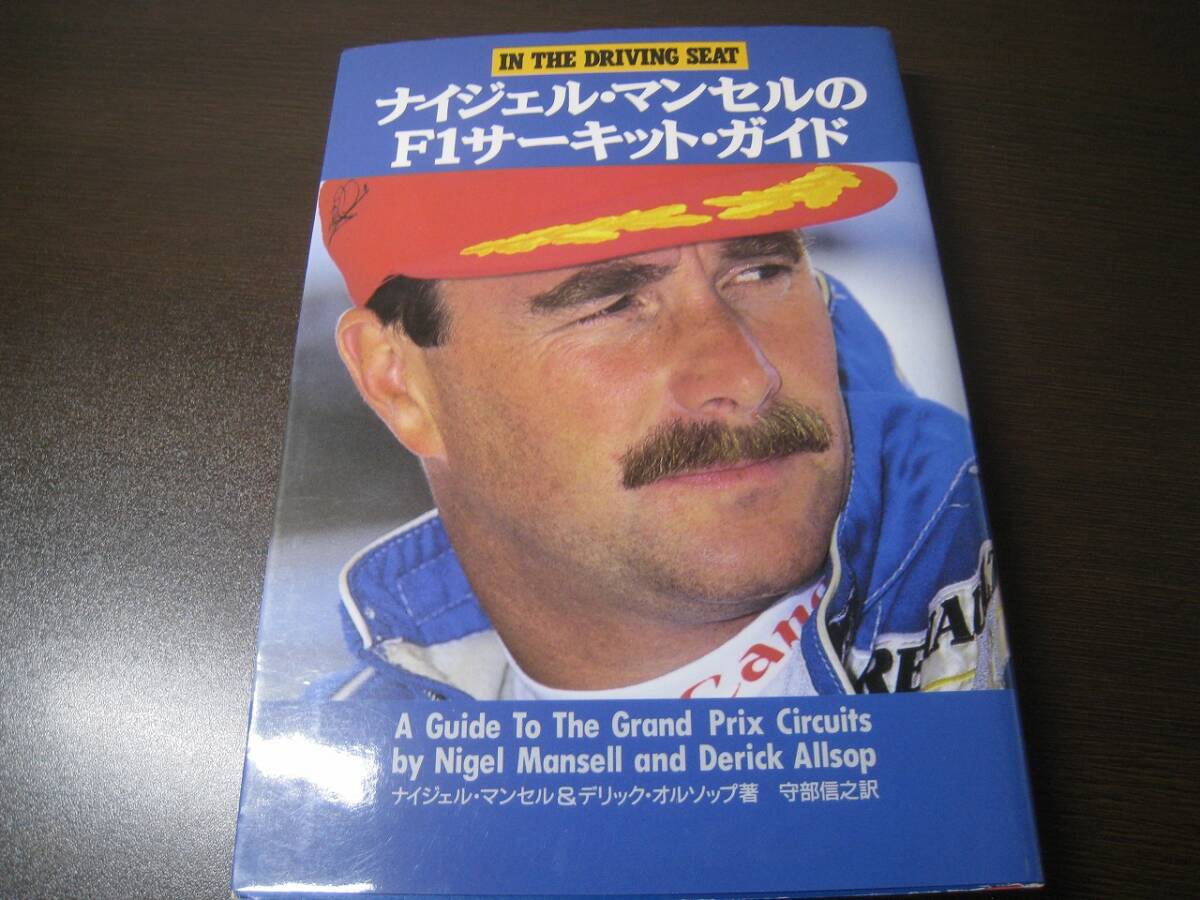 IN THE DRIVING SEAT
ナイジェル・マンセルの
F1サーキット・ガイド
Canon
A Guide To The Grand Prix Circuits
by Nigel Mansell and Derick Allsop
ナイジェル・マンセル&デリック・オルソップ著 守部信之訳